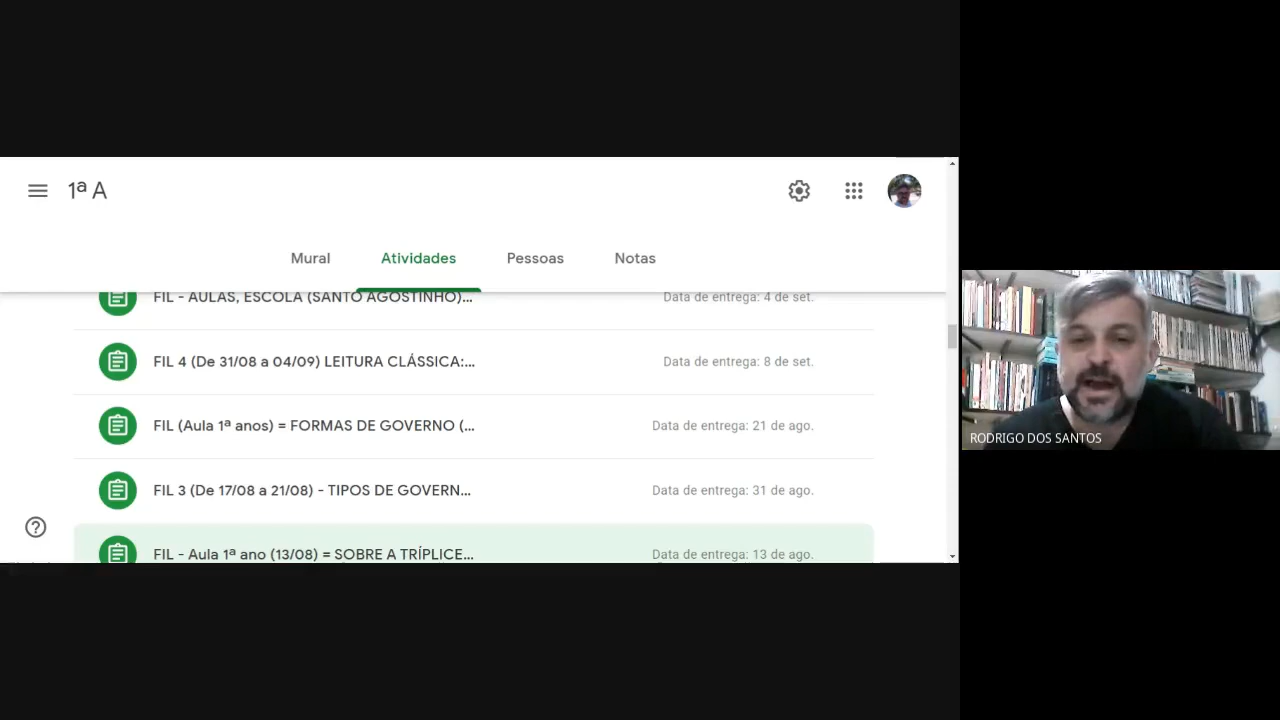 1ª A
Mural Atividades Pessoas Notas
FIL - AULAS, ESCOLA (SANTO AGOSTINHO)... Data de entrega: 4 de set.
FIL 4 (De 31/08 a 04/09) LEITURA CLÁSSICA:... Data de entrega: 8 de set.
FIL (Aula 1ª anos) = FORMAS DE GOVERNO (... Data de entrega: 21 de ago.
FIL 3 (De 17/08 a 21/08) - TIPOS DE GOVERN... Data de entrega: 31 de ago.
FIL - Aula 1ª ano (13/08) = SOBRE A TRÍPLICE... Data de entrega: 13 de ago.
RODRIGO DOS SANTOS